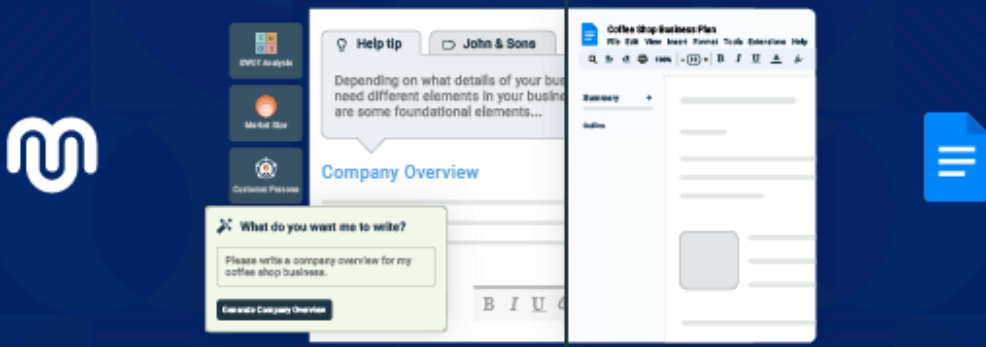 SWOT Analysis
Market Size
Customer Persona
Help tip
John & Sons
Depending on what details of your bus
need different elements in your busine
are some foundational elements...
Company Overview
What do you want me to write?
Please write a company overview for my
coffee shop business.
Generate Company Overview
B I U
Coffee Shop Business Plan
File Edit View Insert Format Tools Extensions Help
100% - 11 + B I U A
Summary +
Outline